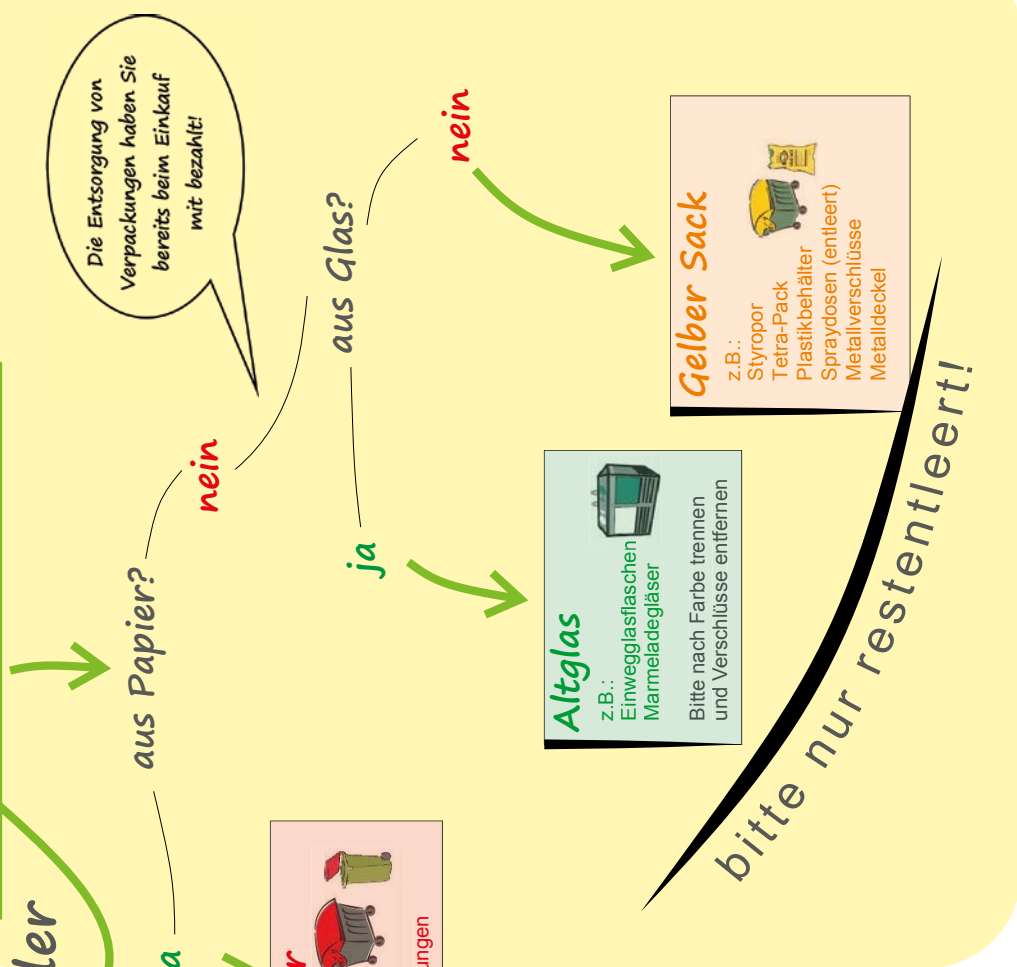 Die Entsorgung von
Verpackungen haben Sie
bereits beim Einkauf
mit bezahlt!
aus Papier?
nein
aus Glas?
nein
ja
Altglas
z.B.:
Einwegglasflaschen
Marmeladegläser
Bitte nach Farbe trennen
und Verschlüsse entfernen
Gelber Sack
z.B.:
Styropor
Tetra-Pack
Plastikbehälter
Spraydosen (entleert)
Metallverschlüsse
Metalldeckel
bitte nur restentleert!
ler
a
r
ungen